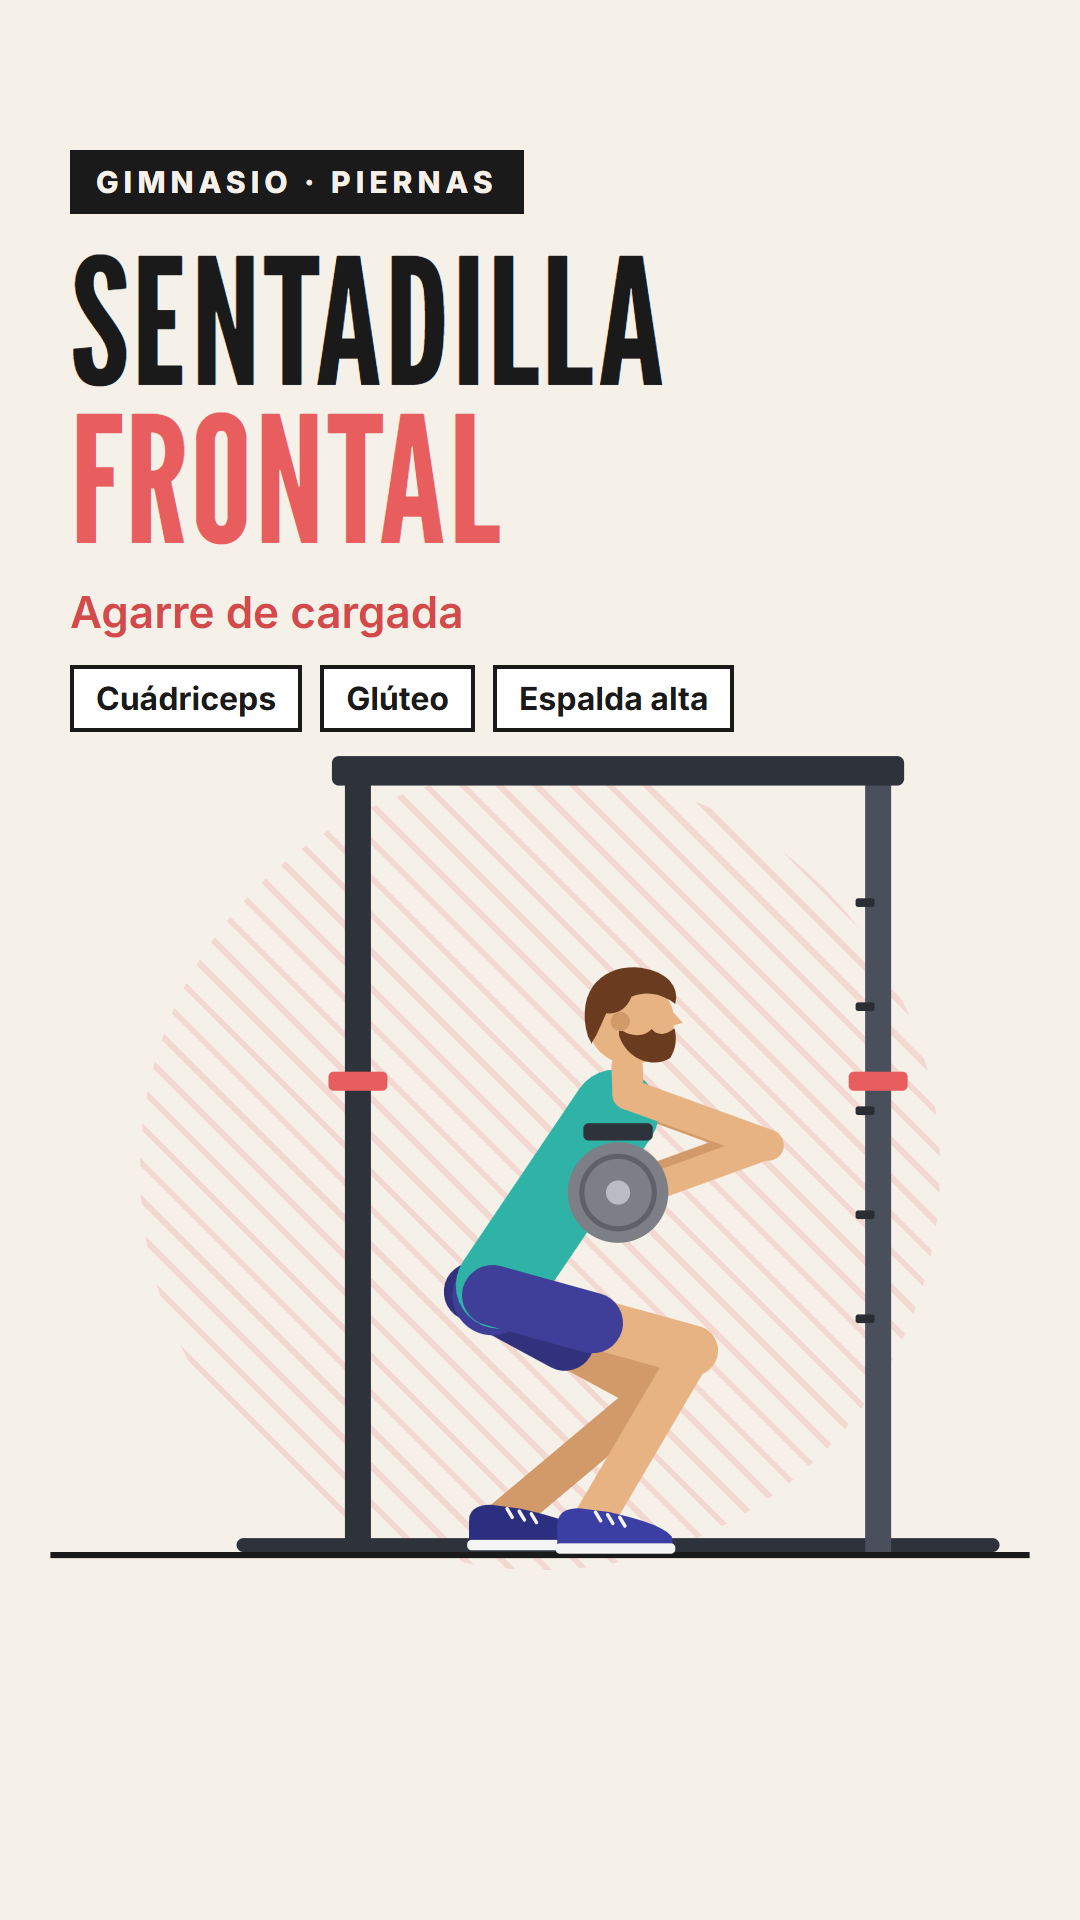 GIMNASIO · PIERNAS
SENTADILLA
FRONTAL
Agarre de cargada
Cuádriceps Glúteo Espalda alta